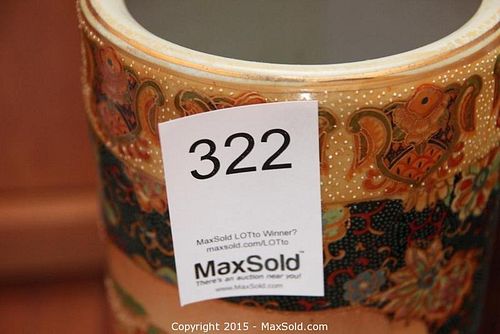 322
MaxSold LOTto Winner?
maxsold.com/LOTto
MaxSold™
There's an auction near you!
www.MaxSold.com
Copyright 2015 - MaxSold.com